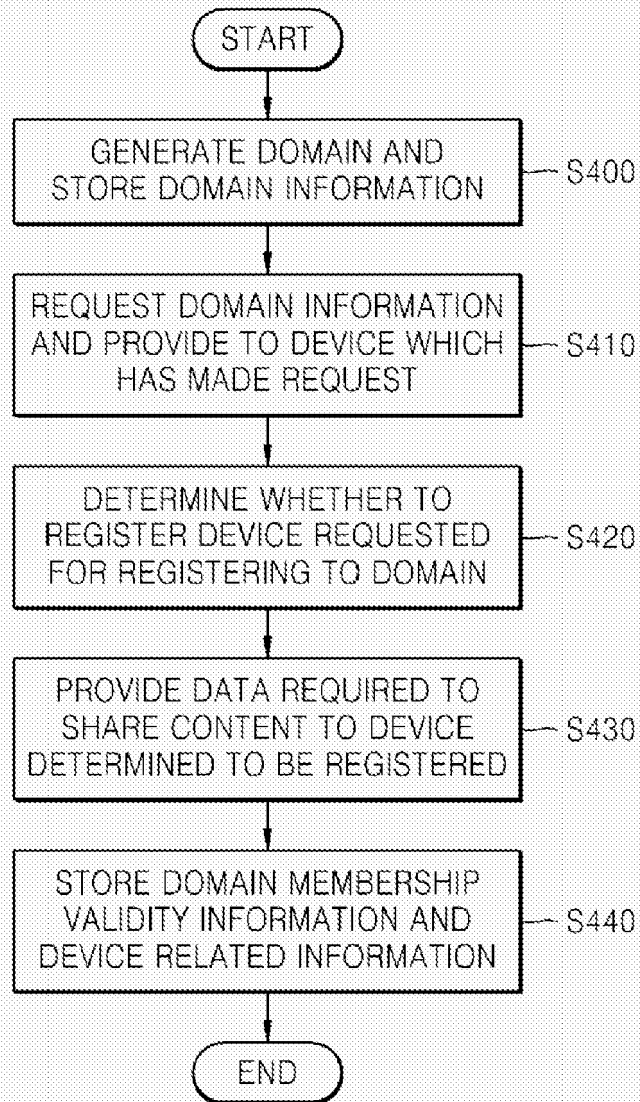 START
GENERATE DOMAIN AND
STORE DOMAIN INFORMATION
S400
REQUEST DOMAIN INFORMATION
AND PROVIDE TO DEVICE WHICH
HAS MADE REQUEST
S410
DETERMINE WHETHER TO
REGISTER DEVICE REQUESTED
FOR REGISTERING TO DOMAIN
S420
PROVIDE DATA REQUIRED TO
SHARE CONTENT TO DEVICE
DETERMINED TO BE REGISTERED
S430
STORE DOMAIN MEMBERSHIP
VALIDITY INFORMATION AND
DEVICE RELATED INFORMATION
S440
END